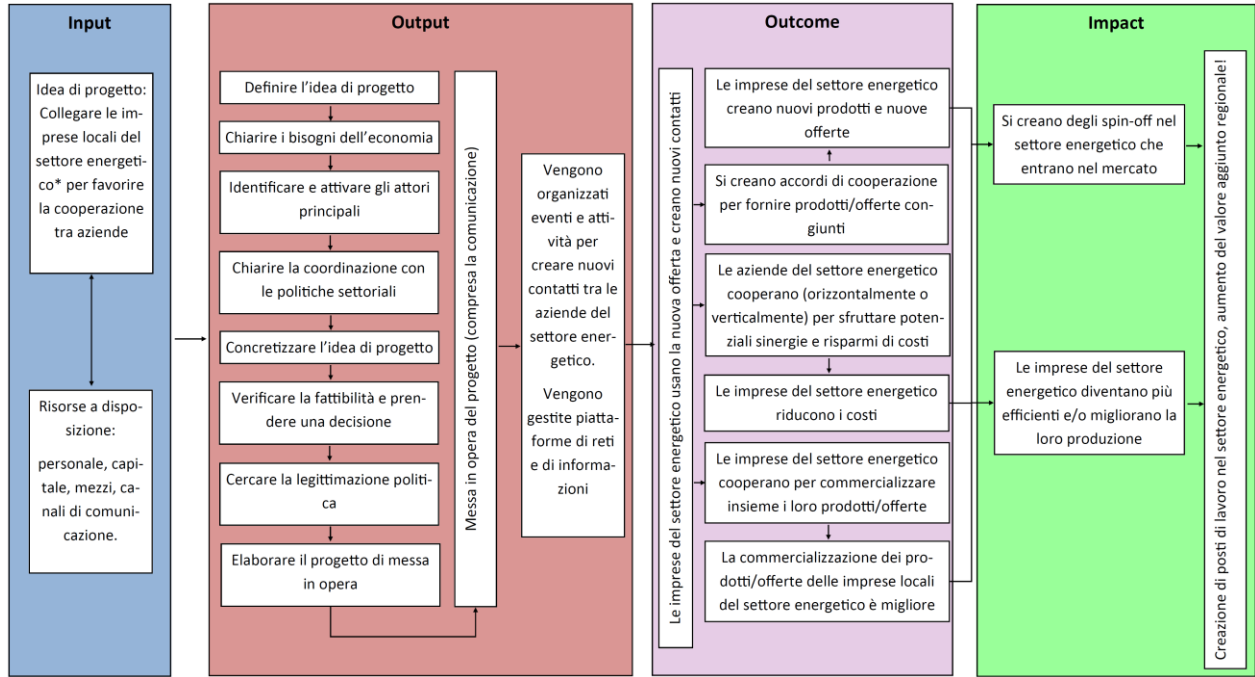 Input
Idea di progetto:
Collegare le im-
prese locali del
settore energeti-
co* per favorire
la cooperazione
tra aziende
Risorse a dispo-
sizione:
personale, capi-
tale, mezzi, ca-
nali di comuni-
cazione.
Output
Definire l’idea di progetto
Chiarire i bisogni dell’economia
Identificare e attivare gli attori
principali
Chiarire la coordinazione con
le politiche settoriali
Concretizzare l’idea di progetto
Verificare la fattibilità e pren-
dere una decisione
Cercare la legittimazione politi-
ca
Elaborare il progetto di messa
in opera
Messa in opera del progetto (compresa la comunicazione)
Vengono
organizzati
eventi e atti-
vità per
creare nuovi
contatti tra le
aziende del
settore ener-
getico.
Vengono
gestite piatta-
forme di reti
e di informa-
zioni
Outcome
Le imprese del settore energetico usano la nuova offerta e creano nuovi contatti
Le imprese del settore energetico
creano nuovi prodotti e nuove
offerte
Si creano accordi di cooperazione
per fornire prodotti/offerte con-
giunti
Le aziende del settore energetico
cooperano (orizzontalmente o
verticalmente) per sfruttare poten-
ziali sinergie e risparmi di costi
Le imprese del settore energetico
riducono i costi
Le imprese del settore energetico
cooperano per commercializzare
insieme i loro prodotti/offerte
La commercializzazione dei pro-
dotti/offerte delle imprese locali
del settore energetico è migliore
Impact
Si creano degli spin-off nel
settore energetico che
entrano nel mercato
Le imprese del settore
energetico diventano più
efficienti e/o migliorano la
loro produzione
Creazione di posti di lavoro nel settore energetico, aumento del valore aggiunto regionale!